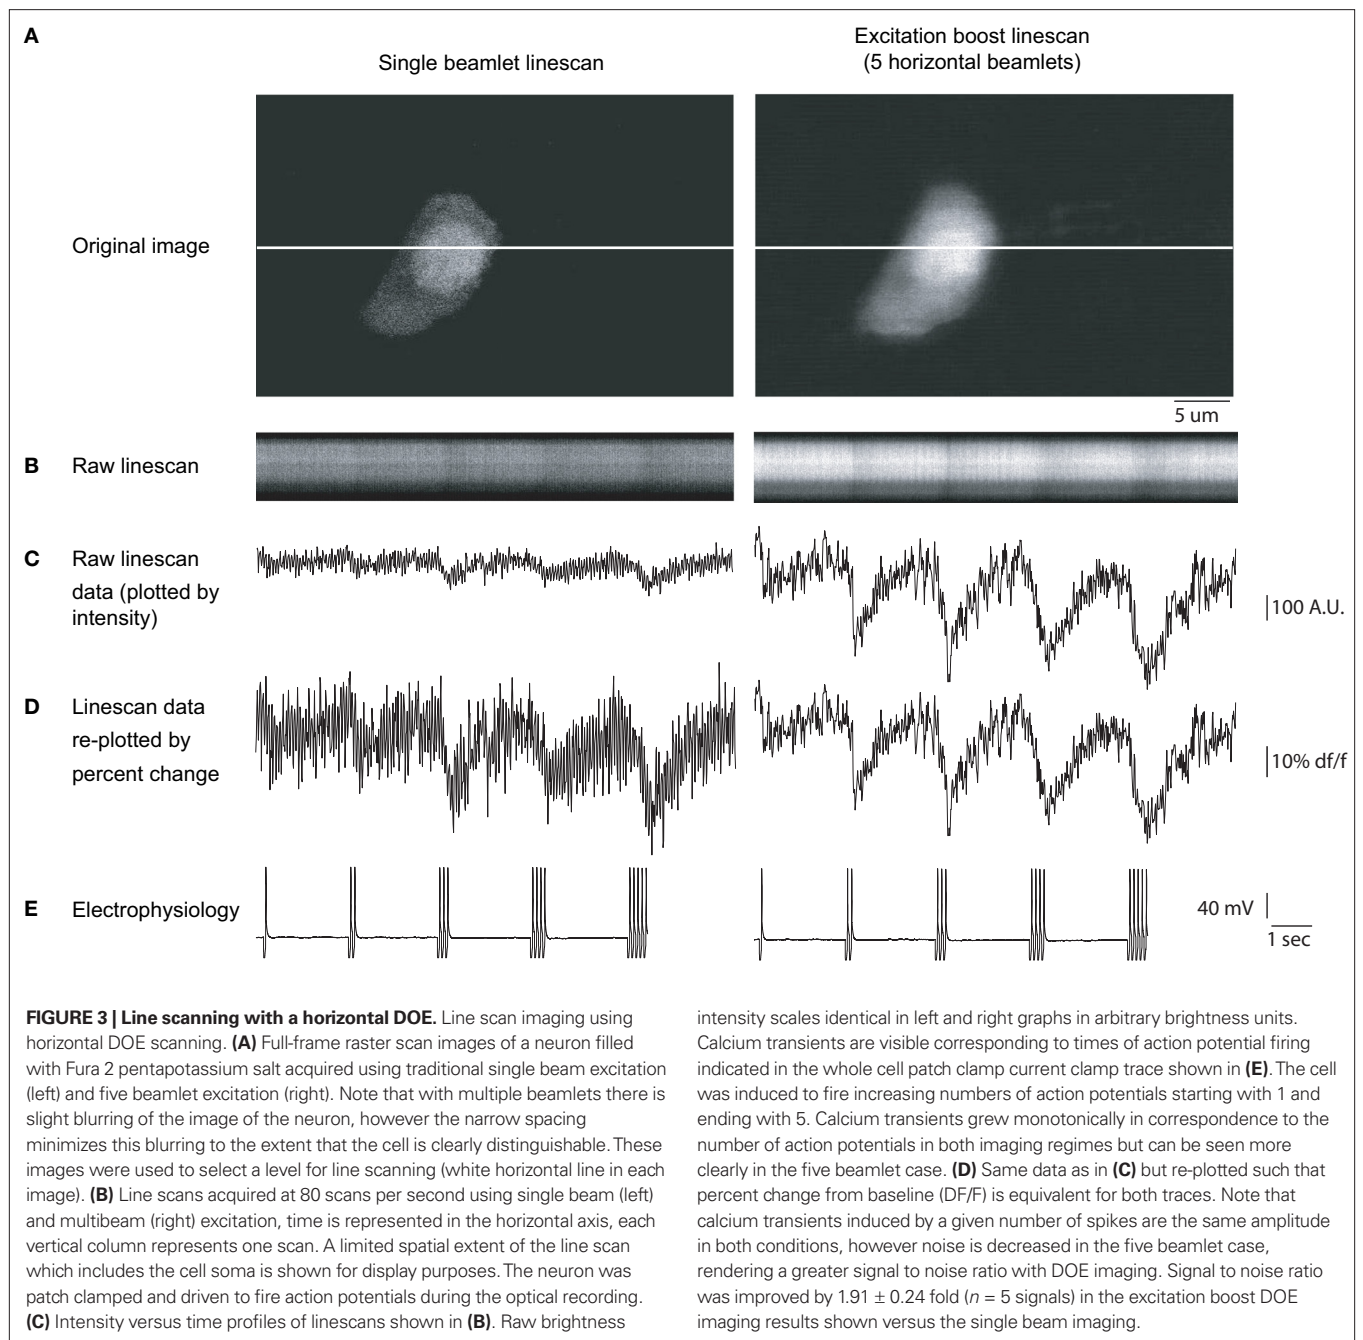 A
Single beamlet linescan
Excitation boost linescan
(5 horizontal beamlets)
Original image
5 um
B Raw linescan
C Raw linescan
data (plotted by
intensity)
100 A.U.
D Linescan data
re-plotted by
percent change
10% df/f
E Electrophysiology
40 mV
1 sec
FIGURE 3 | Line scanning with a horizontal DOE. Line scan imaging using
horizontal DOE scanning. (A) Full-frame raster scan images of a neuron filled
with Fura 2 pentapotassium salt acquired using traditional single beam excitation
(left) and five beamlet excitation (right). Note that with multiple beamlets there is
slight blurring of the image of the neuron, however the narrow spacing
minimizes this blurring to the extent that the cell is clearly distinguishable. These
images were used to select a level for line scanning (white horizontal line in each
image). (B) Line scans acquired at 80 scans per second using single beam (left)
and multibeam (right) excitation, time is represented in the horizontal axis, each
vertical column represents one scan. A limited spatial extent of the line scan
which includes the cell soma is shown for display purposes. The neuron was
patch clamped and driven to fire action potentials during the optical recording.
(C) Intensity versus time profiles of linescans shown in (B). Raw brightness
intensity scales identical in left and right graphs in arbitrary brightness units.
Calcium transients are visible corresponding to times of action potential firing
indicated in the whole cell patch clamp current clamp trace shown in (E). The cell
was induced to fire increasing numbers of action potentials starting with 1 and
ending with 5. Calcium transients grew monotonically in correspondence to the
number of action potentials in both imaging regimes but can be seen more
clearly in the five beamlet case. (D) Same data as in (C) but re-plotted such that
percent change from baseline (DF/F) is equivalent for both traces. Note that
calcium transients induced by a given number of spikes are the same amplitude
in both conditions, however noise is decreased in the five beamlet case,
rendering a greater signal to noise ratio with DOE imaging. Signal to noise ratio
was improved by 1.91 ± 0.24 fold (n = 5 signals) in the excitation boost DOE
imaging results shown versus the single beam imaging.